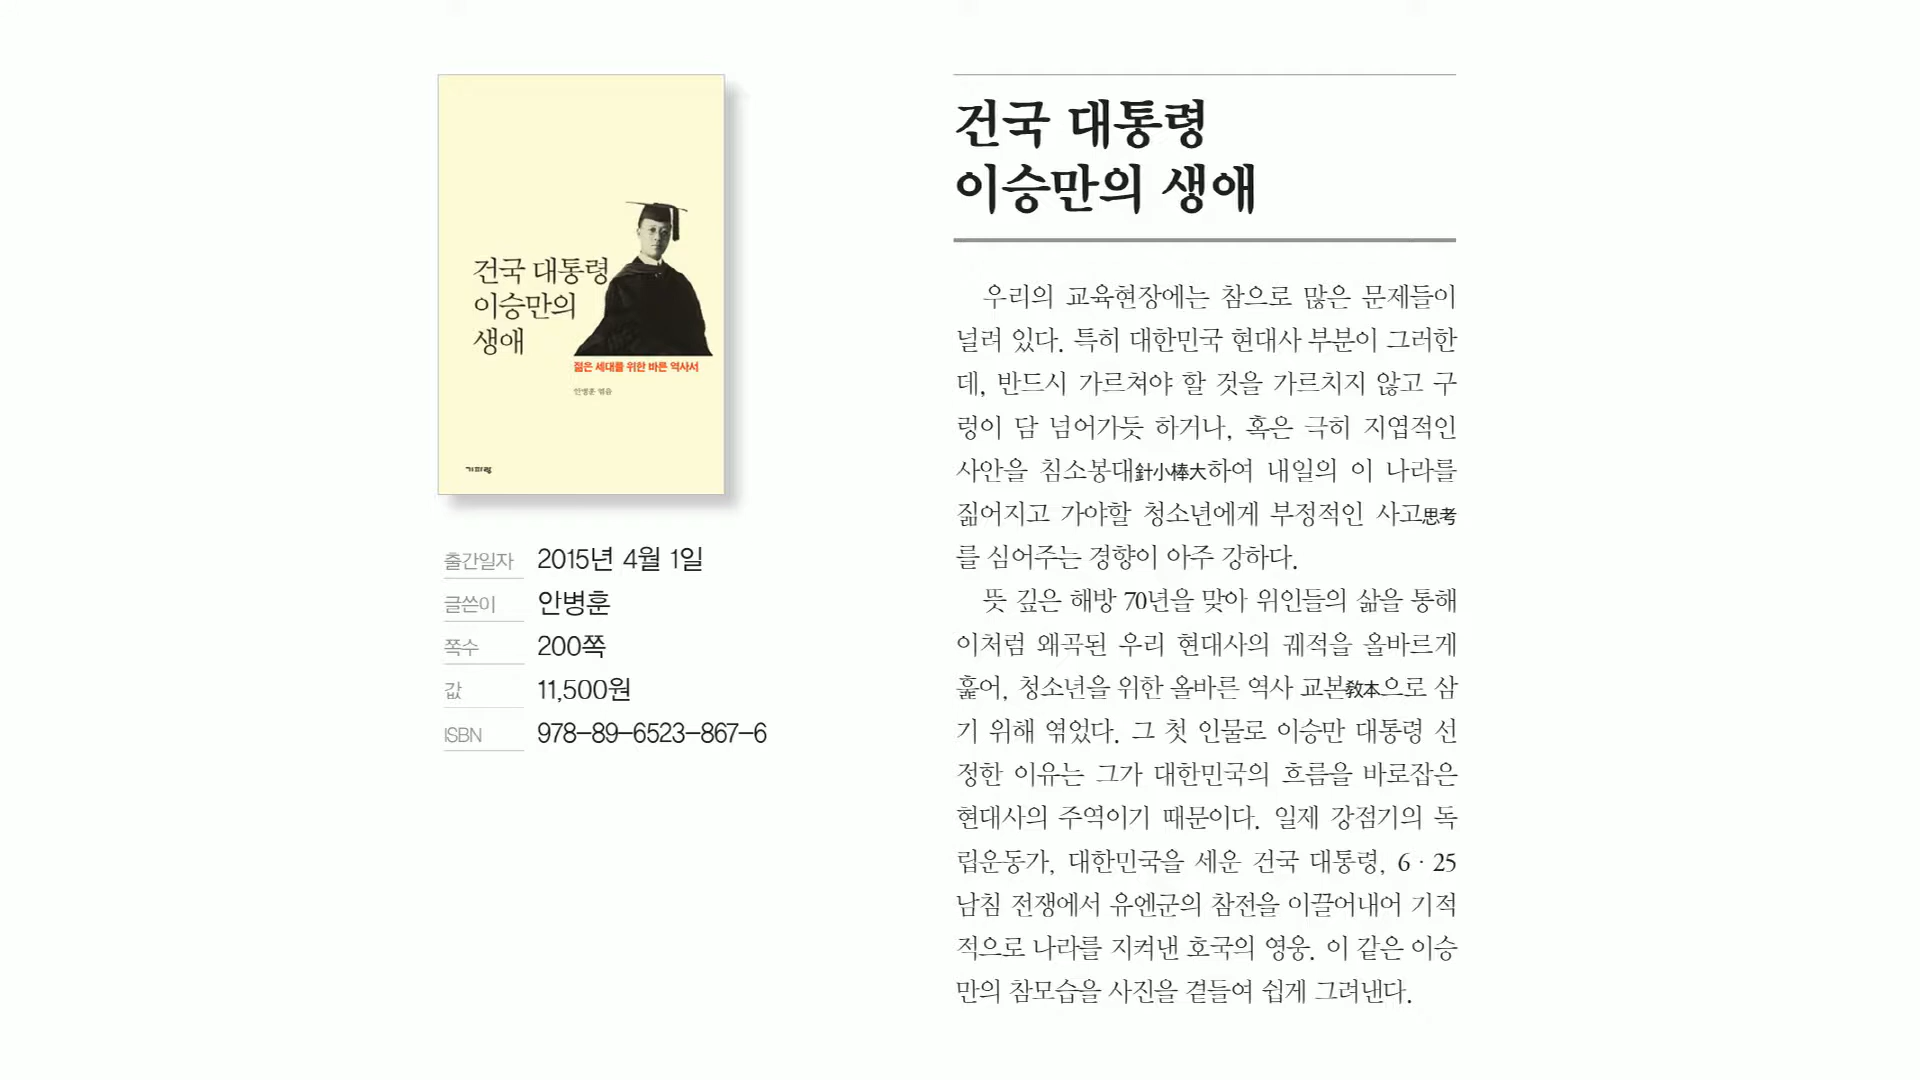 건국 대통령
이승만의
생애
젊은 세대를 위한 바른 역사서
안병훈 엮음
기파랑
출간일자 2015년 4월 1일
글쓴이 안병훈
쪽수 200쪽
값 11,500원
ISBN 978-89-6523-867-6
건국 대통령
이승만의 생애
우리의 교육현장에는 참으로 많은 문제들이
널려 있다. 특히 대한민국 현대사 부분이 그러한
데, 반드시 가르쳐야 할 것을 가르치지 않고 구
렁이 담 넘어가듯 하거나, 혹은 극히 지엽적인
사안을 침소봉대針小棒大하여 내일의 이 나라를
짊어지고 가야할 청소년에게 부정적인 사고思考
를 심어주는 경향이 아주 강하다.
뜻 깊은 해방 70년을 맞아 위인들의 삶을 통해
이처럼 왜곡된 우리 현대사의 궤적을 올바르게
훑어, 청소년을 위한 올바른 역사 교본敎本으로 삼
기 위해 엮었다. 그 첫 인물로 이승만 대통령 선
정한 이유는 그가 대한민국의 흐름을 바로잡은
현대사의 주역이기 때문이다. 일제 강점기의 독
립운동가, 대한민국을 세운 건국 대통령, 6·25
남침 전쟁에서 유엔군의 참전을 이끌어내어 기적
적으로 나라를 지켜낸 호국의 영웅. 이 같은 이승
만의 참모습을 사진을 곁들여 쉽게 그려낸다.